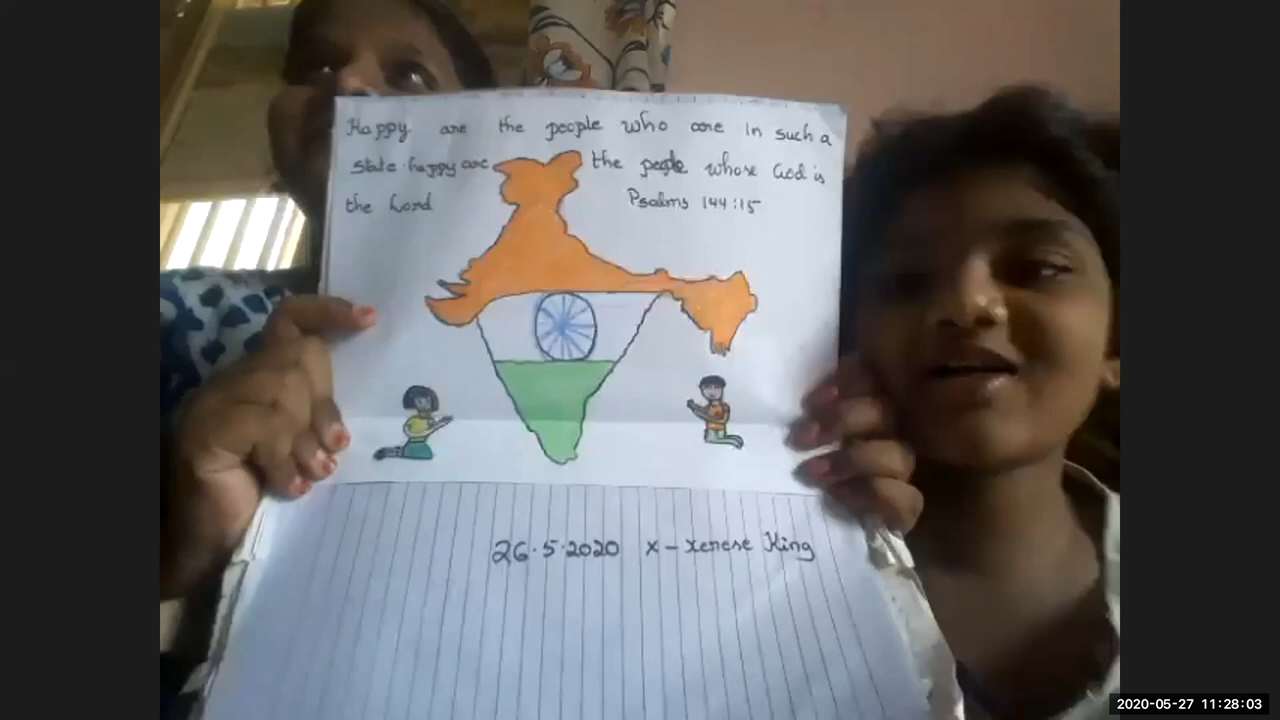 Happy are the people who are in such a
state. happy are the people whose God is
the Lord Psalms 144:15
26.5.2020 X - Xenese King
2020-05-27 11:28:03